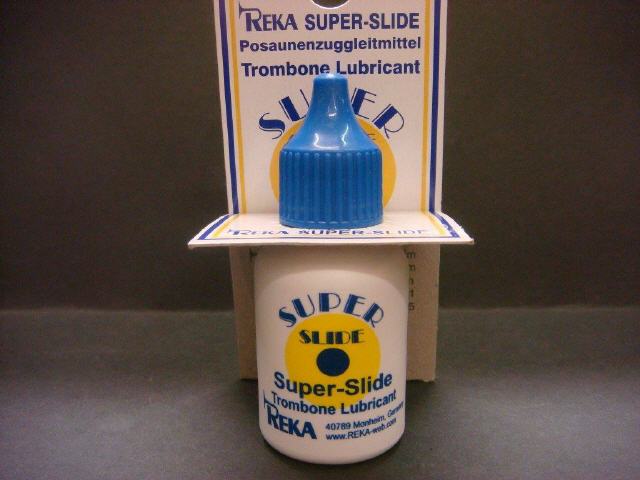 REKA SUPER-SLIDE
Posaunenzuggleitmittel
Trombone Lubricant
SUPER
REKA SUPER-SLIDE
m
m
n
t
5
SUPER
SLIDE
Super-Slide
Trombone Lubricant
REKA
40789 Monheim, Germany
www.REKA-web.com